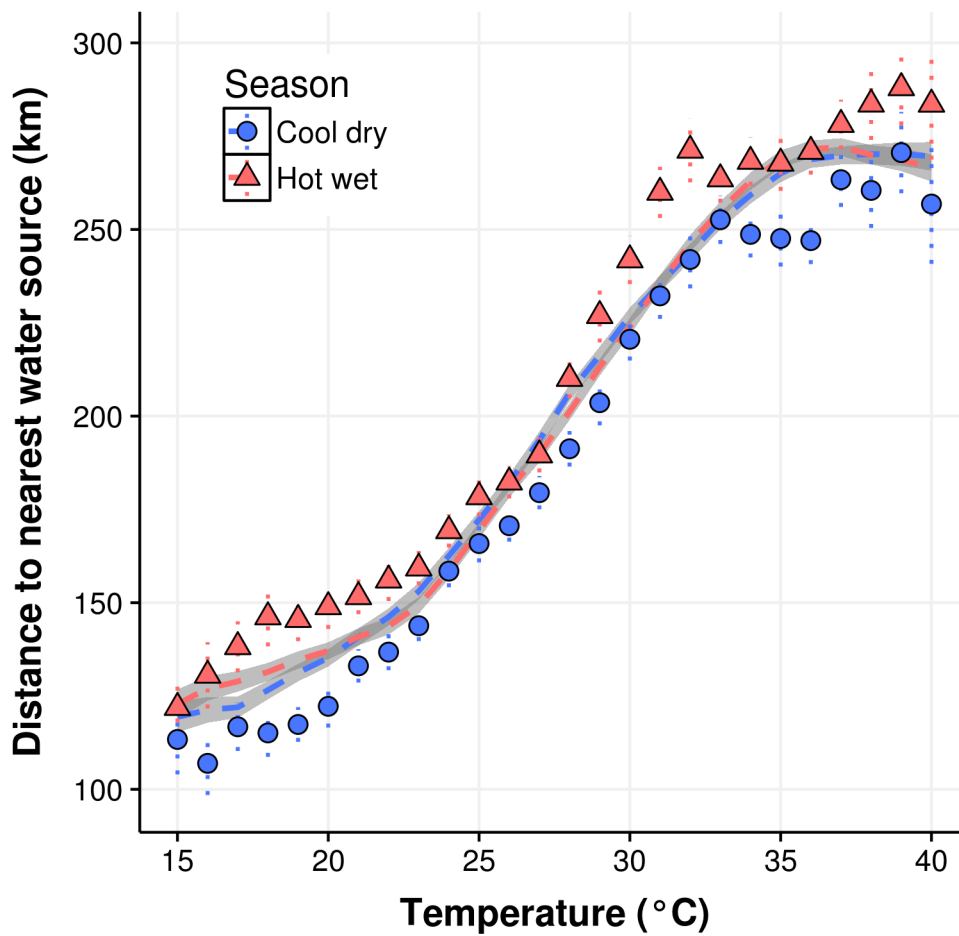 Distance to nearest water source (km)
300
250
200
150
100
Season
Cool dry
Hot wet
15 20 25 30 35 40
Temperature (°C)